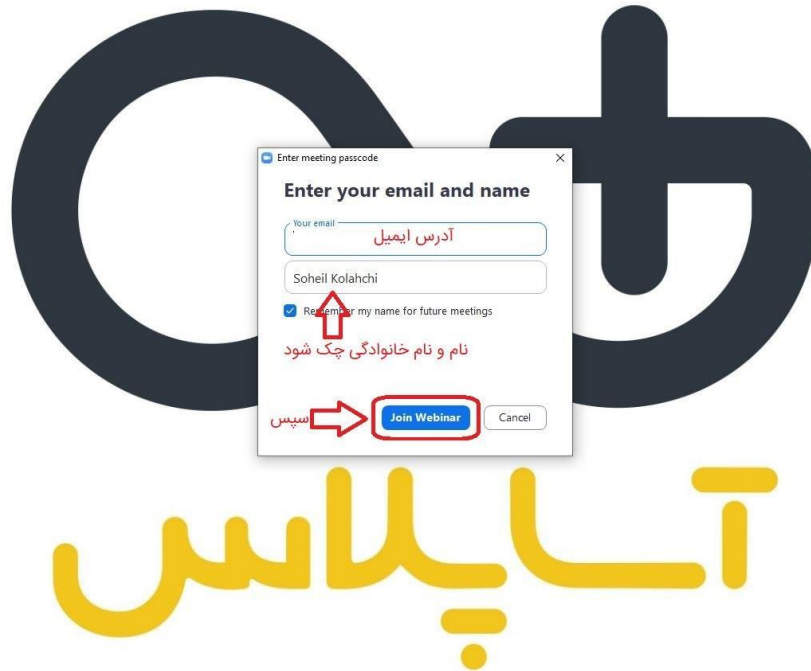 Enter meeting passcode
Enter your email and name
Your email
آدرس ایمیل
Soheil Kolahchi
Remember my name for future meetings
نام و نام خانوادگی چک شود
سپس
Join Webinar
Cancel
آساپلاس